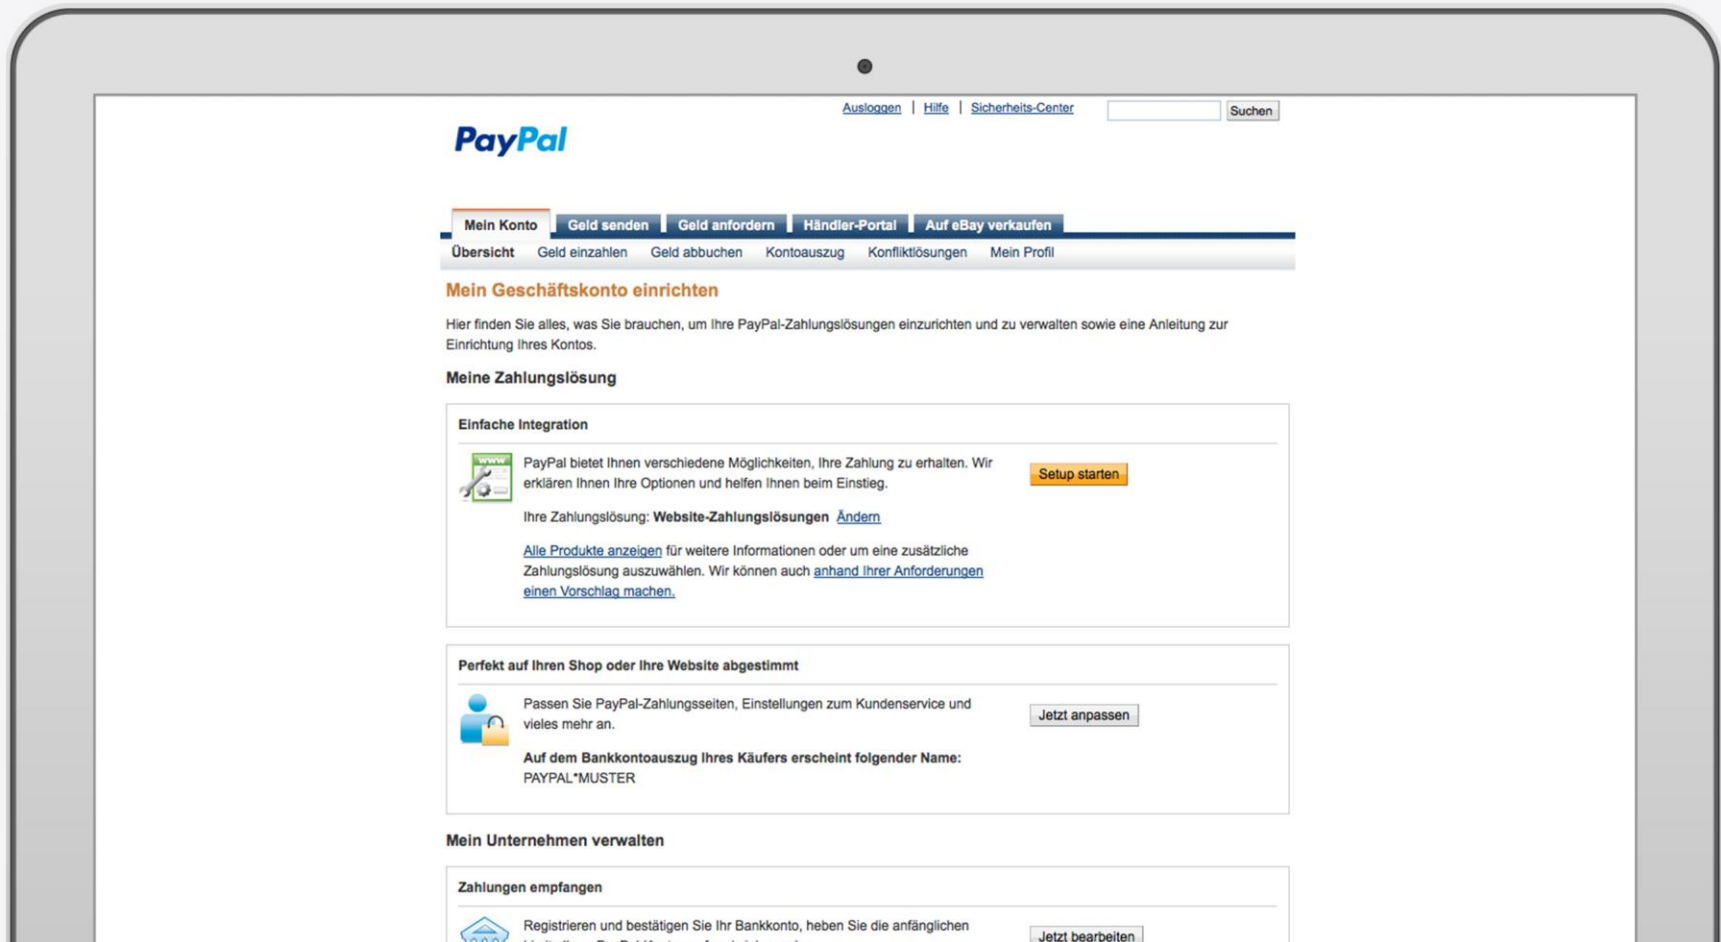 Ausloggen | Hilfe | Sicherheits-Center Suchen
PayPal
Mein Konto Geld senden Geld anfordern Händler-Portal Auf eBay verkaufen
Übersicht Geld einzahlen Geld abbuchen Kontoauszug Konfliktlösungen Mein Profil
Mein Geschäftskonto einrichten
Hier finden Sie alles, was Sie brauchen, um Ihre PayPal-Zahlungslösungen einzurichten und zu verwalten sowie eine Anleitung zur
Einrichtung Ihres Kontos.
Meine Zahlungslösung
Einfache Integration
www
PayPal bietet Ihnen verschiedene Möglichkeiten, Ihre Zahlung zu erhalten. Wir
erklären Ihnen Ihre Optionen und helfen Ihnen beim Einstieg.
Setup starten
Ihre Zahlungslösung: Website-Zahlungslösungen Ändern
Alle Produkte anzeigen für weitere Informationen oder um eine zusätzliche
Zahlungslösung auszuwählen. Wir können auch anhand Ihrer Anforderungen
einen Vorschlag machen.
Perfekt auf Ihren Shop oder Ihre Website abgestimmt
Passen Sie PayPal-Zahlungsseiten, Einstellungen zum Kundenservice und
vieles mehr an.
Jetzt anpassen
Auf dem Bankkontoauszug Ihres Käufers erscheint folgender Name:
PAYPAL*MUSTER
Mein Unternehmen verwalten
Zahlungen empfangen
Registrieren und bestätigen Sie Ihr Bankkonto, heben Sie die anfänglichen
Jetzt bearbeiten